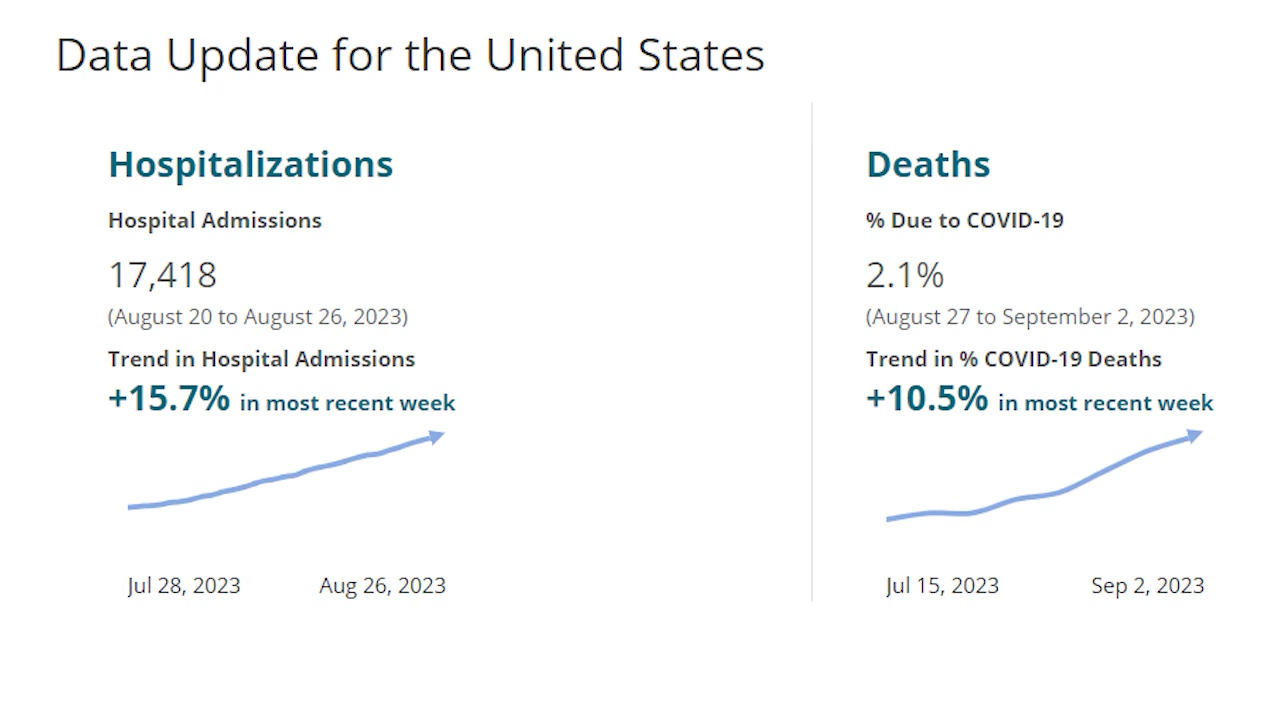 Data Update for the United States
Hospitalizations
Hospital Admissions
17,418
(August 20 to August 26, 2023)
Trend in Hospital Admissions
+15.7% in most recent week
Jul 28, 2023 Aug 26, 2023
Deaths
% Due to COVID-19
2.1%
(August 27 to September 2, 2023)
Trend in % COVID-19 Deaths
+10.5% in most recent week
Jul 15, 2023 Sep 2, 2023